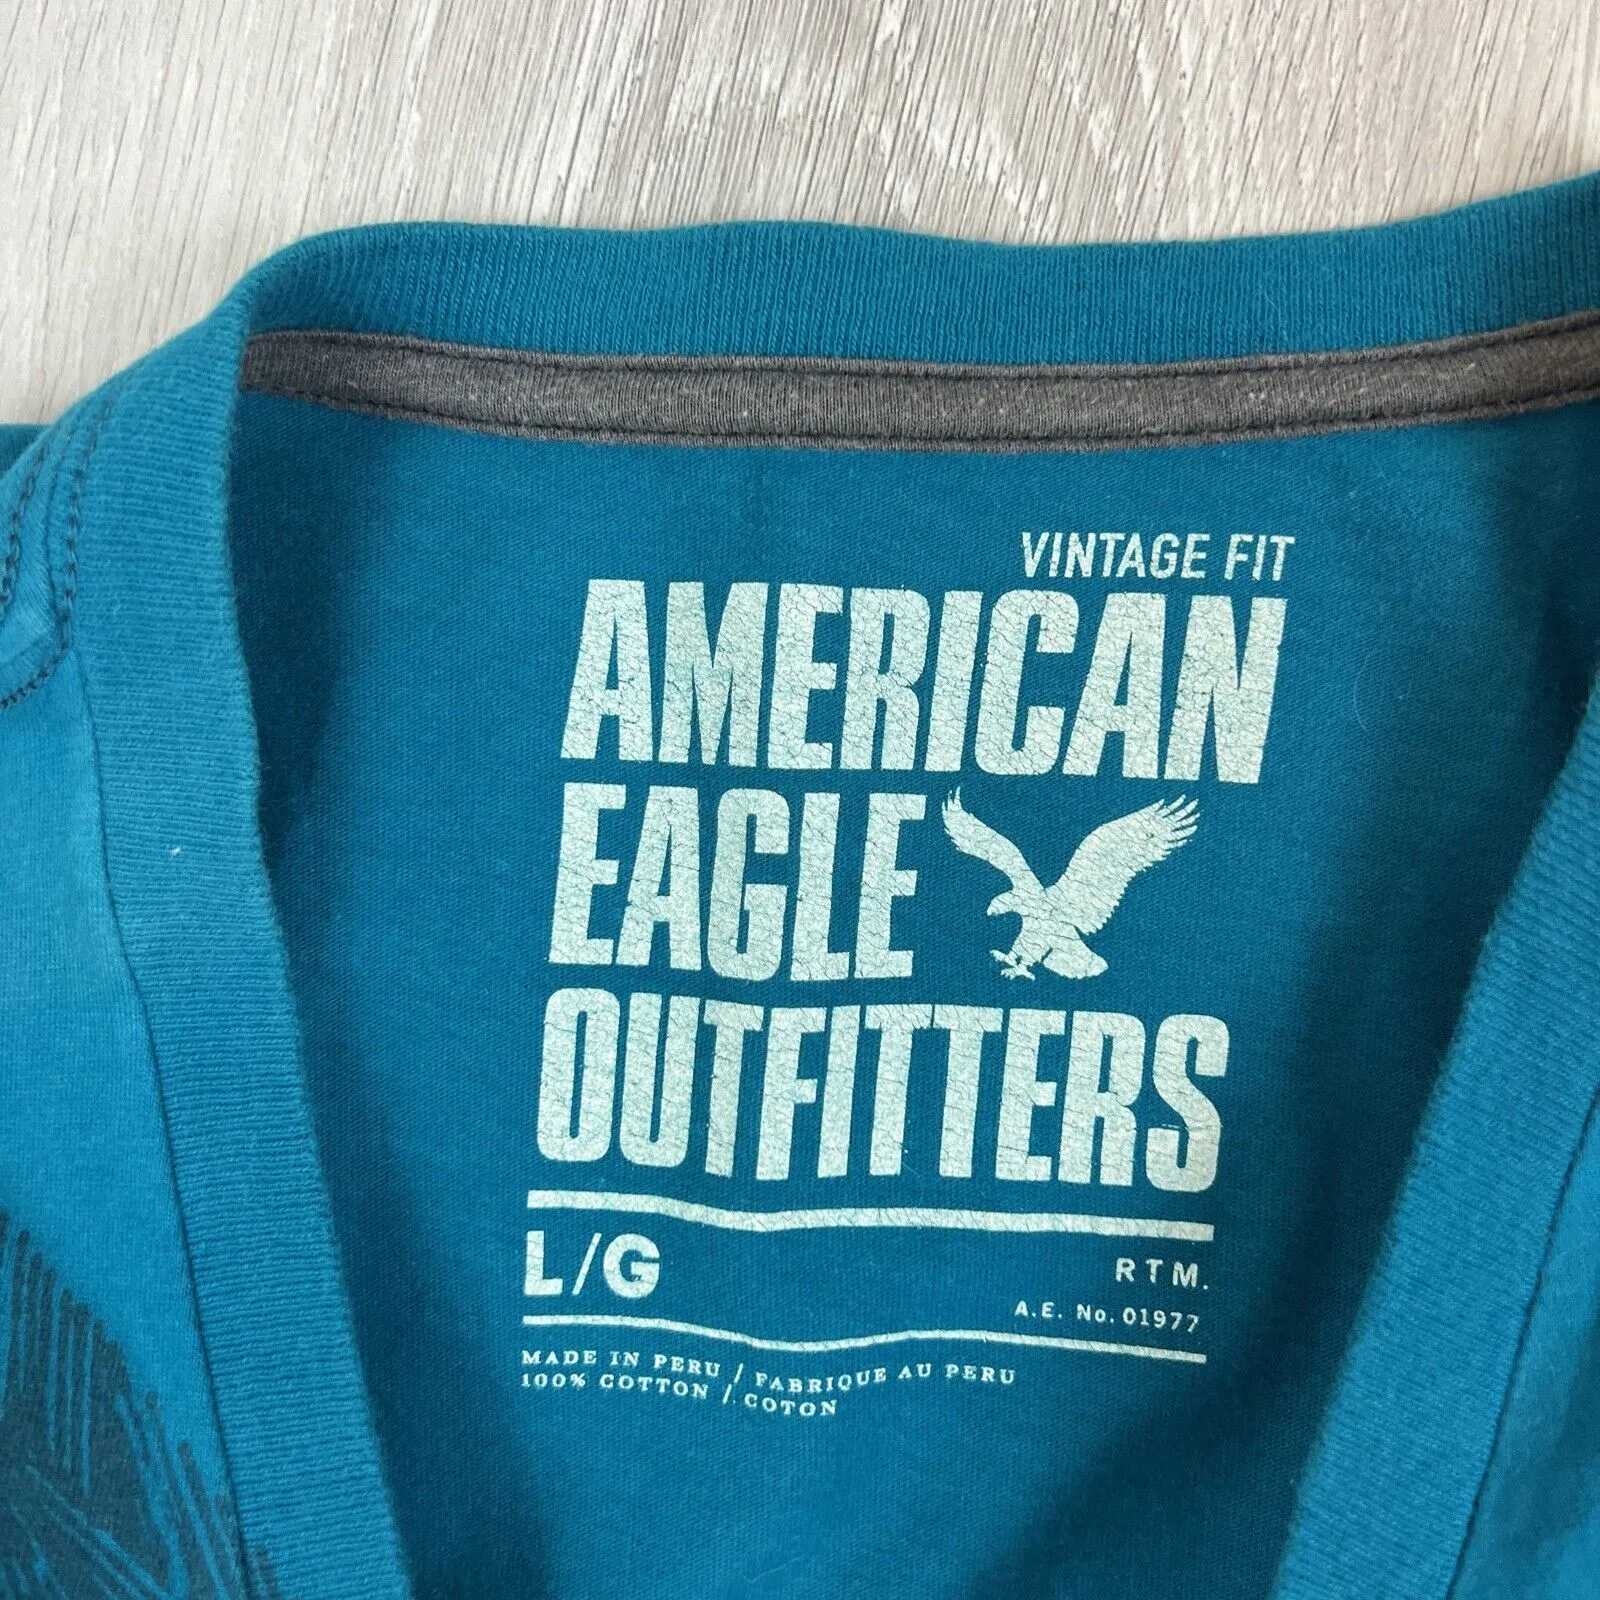 VINTAGE FIT
AMERICAN
EAGLE
OUTFITTERS
L/G
RTM.
A.E. No. 01977
MADE IN PERU / FABRIQUE AU PERU
100% COTTON / COTON